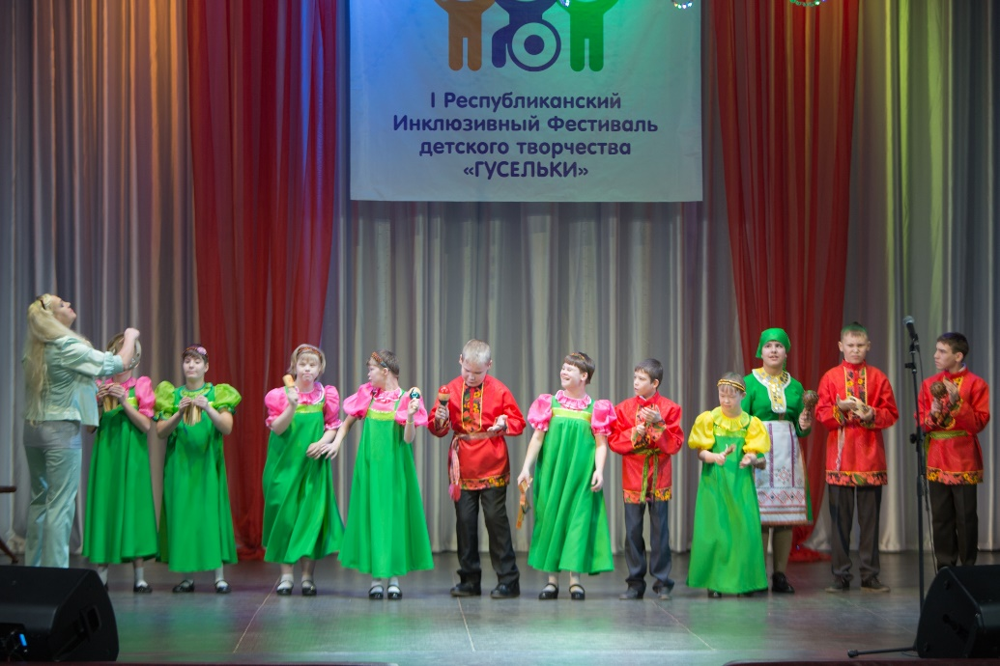 I Республиканский
Инклюзивный Фестиваль
детского творчества
«ГУСЕЛЬКИ»